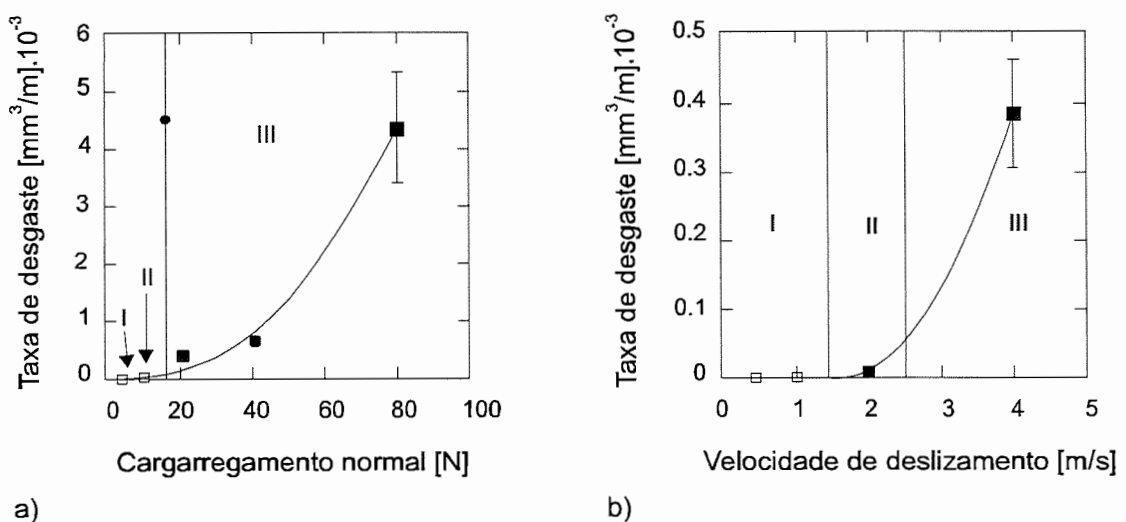 6
5
4
3
2
1
0
Taxa de desgaste [mm³/m].10⁻³
I
II
III
0 20 40 60 80 100
Cargarregamento normal [N]
a)
0.5
0.4
0.3
0.2
0.1
0
Taxa de desgaste [mm³/m].10⁻³
I
II
III
0 1 2 3 4 5
Velocidade de deslizamento [m/s]
b)